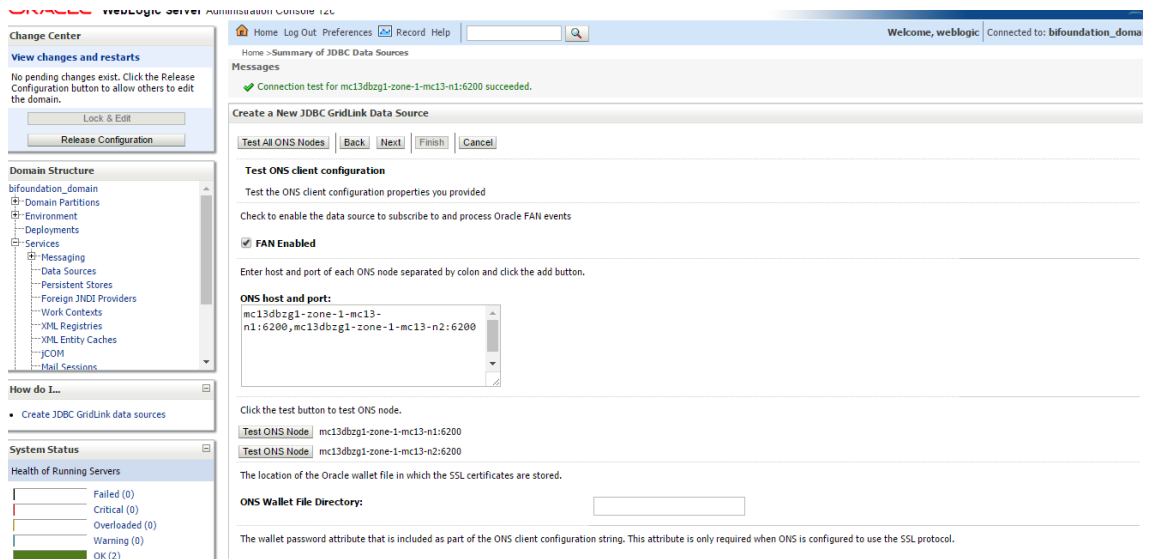 ORACLE WebLogic Server Administration Console 12c
Change Center
View changes and restarts
No pending changes exist. Click the Release
Configuration button to allow others to edit
the domain.
Lock & Edit
Release Configuration
Domain Structure
bifoundation_domain
Domain Partitions
Environment
Deployments
Services
Messaging
Data Sources
Persistent Stores
Foreign JNDI Providers
Work Contexts
XML Registries
XML Entity Caches
jCOM
Mail Sessions
How do I...
Create JDBC GridLink data sources
System Status
Health of Running Servers
Failed (0)
Critical (0)
Overloaded (0)
Warning (0)
OK (2)
Home Log Out Preferences Record Help
Welcome, weblogic Connected to: bifoundation_domai
Home >Summary of JDBC Data Sources
Messages
Connection test for mc13dbzg1-zone-1-mc13-n1:6200 succeeded.
Create a New JDBC GridLink Data Source
Test All ONS Nodes Back Next Finish Cancel
Test ONS client configuration
Test the ONS client configuration properties you provided
Check to enable the data source to subscribe to and process Oracle FAN events
FAN Enabled
Enter host and port of each ONS node separated by colon and click the add button.
ONS host and port:
mc13dbzg1-zone-1-mc13-
n1:6200,mc13dbzg1-zone-1-mc13-n2:6200
Click the test button to test ONS node.
Test ONS Node mc13dbzg1-zone-1-mc13-n1:6200
Test ONS Node mc13dbzg1-zone-1-mc13-n2:6200
The location of the Oracle wallet file in which the SSL certificates are stored.
ONS Wallet File Directory:
The wallet password attribute that is included as part of the ONS client configuration string. This attribute is only required when ONS is configured to use the SSL protocol.